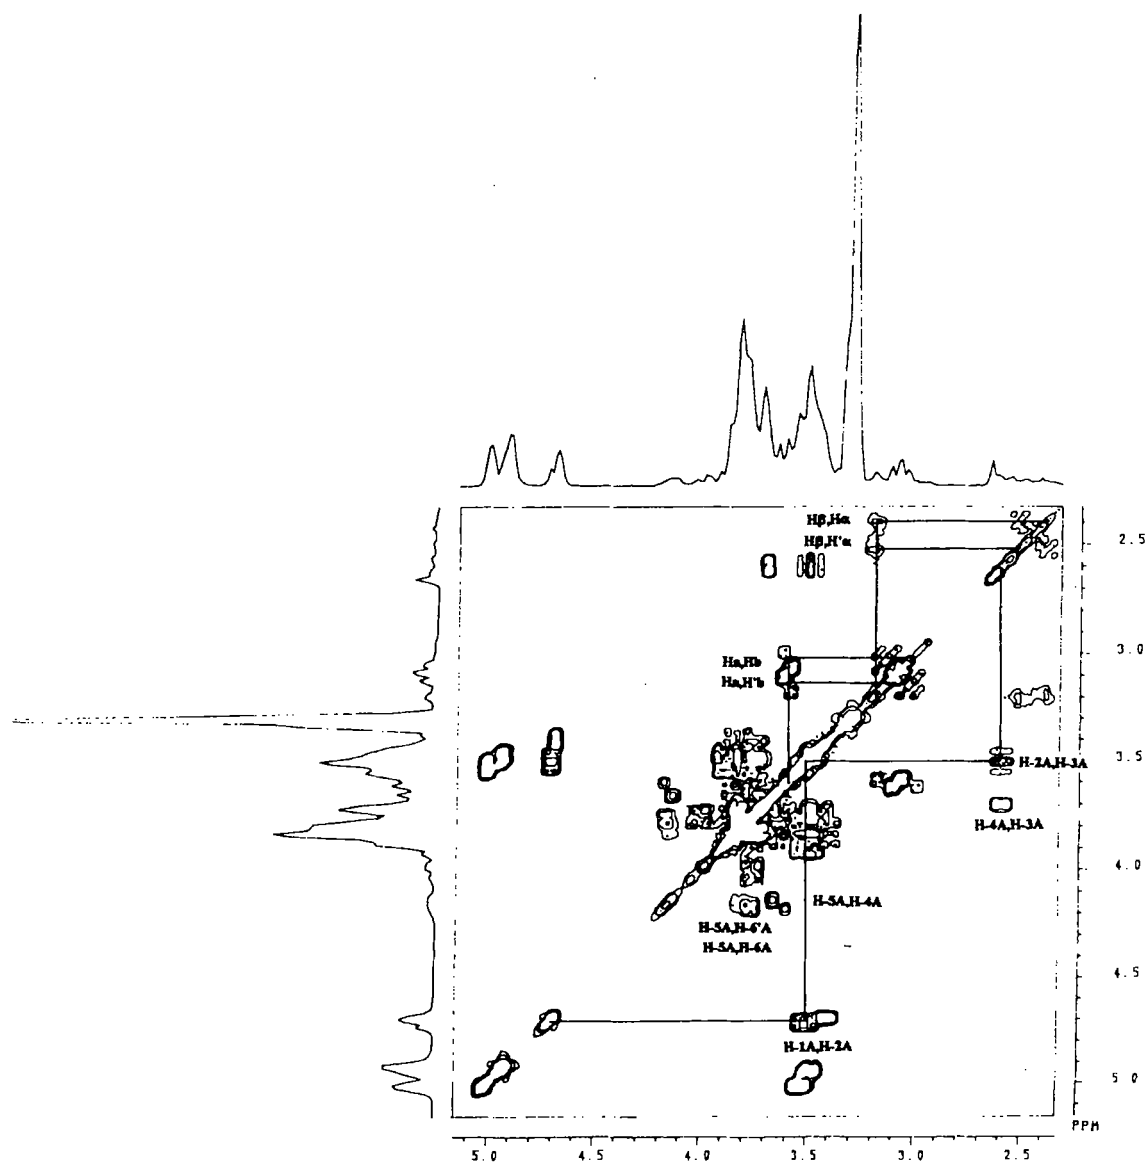 Hβ,Hα
Hβ,H'α
2.5
3.0
Ha,Hb
Ha,H'b
3.5
H-2A,H-3A
H-4A,H-3A
4.0
H-5A,H-4A
H-5A,H-6'A
H-5A,H-6A
4.5
H-1A,H-2A
5.0
PPM
5.0 4.5 4.0 3.5 3.0 2.5